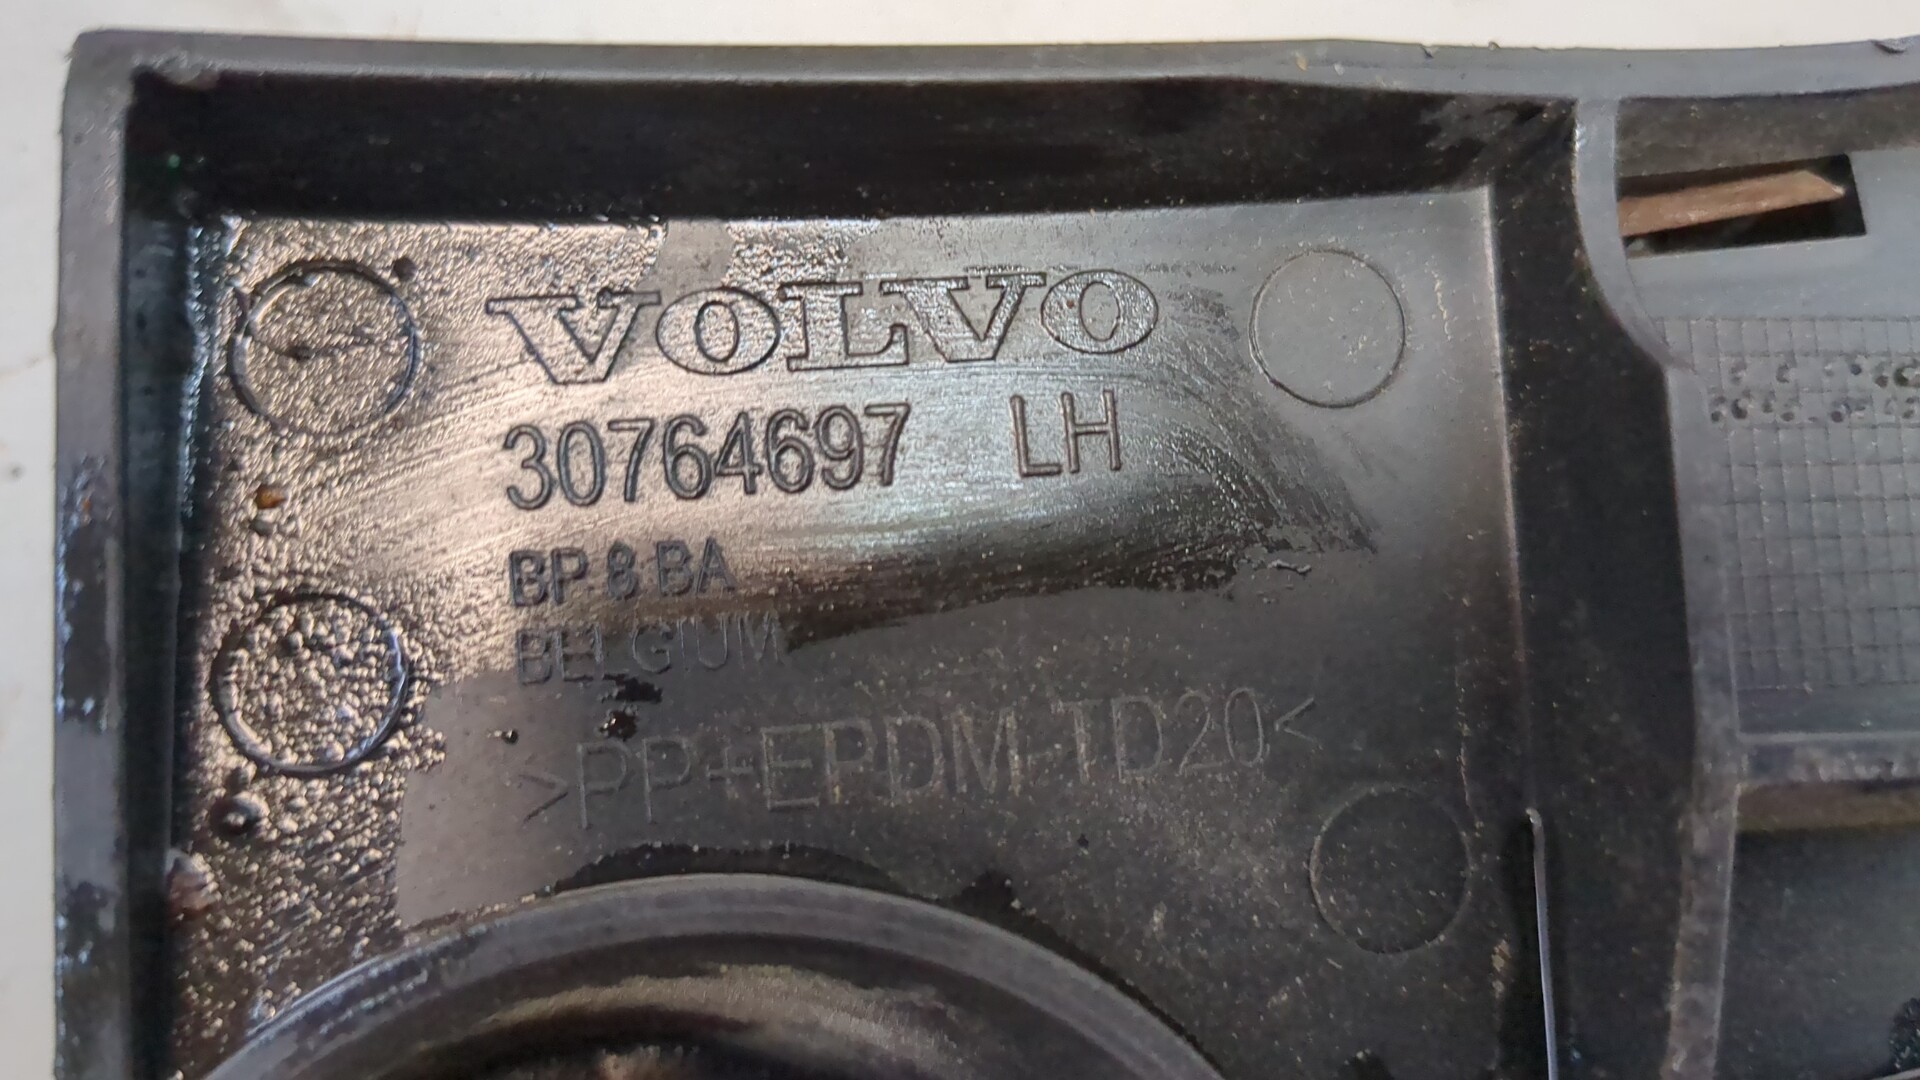 VOLVO
30764697 LH
BP 8 BA
BELGIUM
>PP+EPDM-TD20<